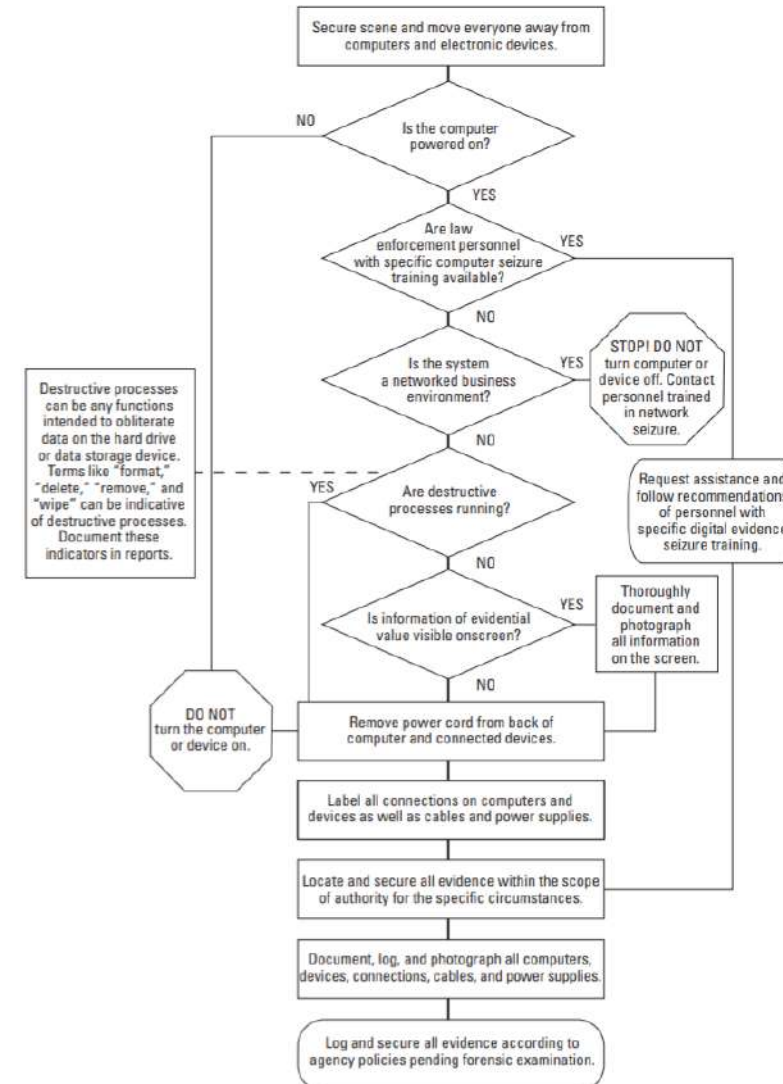 Secure scene and move everyone away from
computers and electronic devices.
NO
Is the computer
powered on?
YES
Are law
enforcement personnel
with specific computer seizure
training available?
YES
NO
Is the system
a networked business
environment?
YES
STOP! DO NOT
turn computer or
device off. Contact
personnel trained
in network
seizure.
NO
Destructive processes
can be any functions
intended to obliterate
data on the hard drive
or data storage device.
Terms like "format,"
"delete," "remove," and
"wipe" can be indicative
of destructive processes.
Document these
indicators in reports.
YES
Are destructive
processes running?
Request assistance and
follow recommendations
of personnel with
specific digital evidence
seizure training.
NO
Is information of evidential
value visible onscreen?
YES
Thoroughly
document and
photograph
all information
on the screen.
NO
DO NOT
turn the computer
or device on.
Remove power cord from back of
computer and connected devices.
Label all connections on computers and
devices as well as cables and power supplies.
Locate and secure all evidence within the scope
of authority for the specific circumstances.
Document, log, and photograph all computers,
devices, connections, cables, and power supplies.
Log and secure all evidence according to
agency policies pending forensic examination.